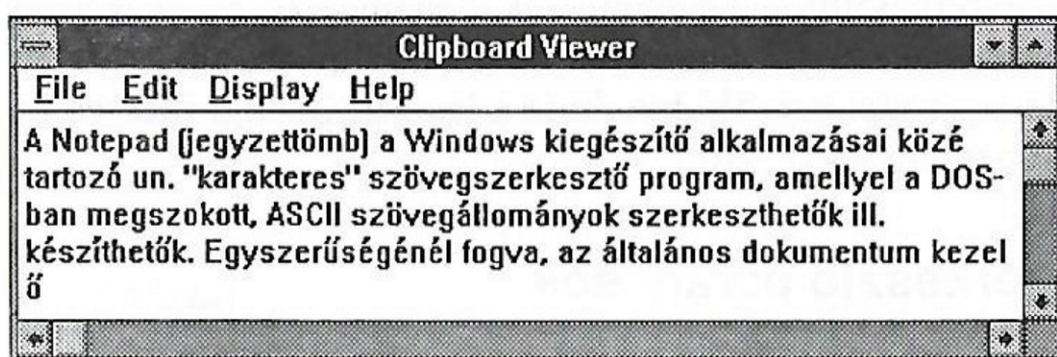 Clipboard Viewer
File Edit Display Help
A Notepad (jegyzettömb) a Windows kiegészítő alkalmazásai közé
tartozó un. "karakteres" szövegszerkesztő program, amellyel a DOS-
ban megszokott, ASCII szövegállományok szerkeszthetők ill.
készíthetők. Egyszerűségénél fogva, az általános dokumentum kezel
ő